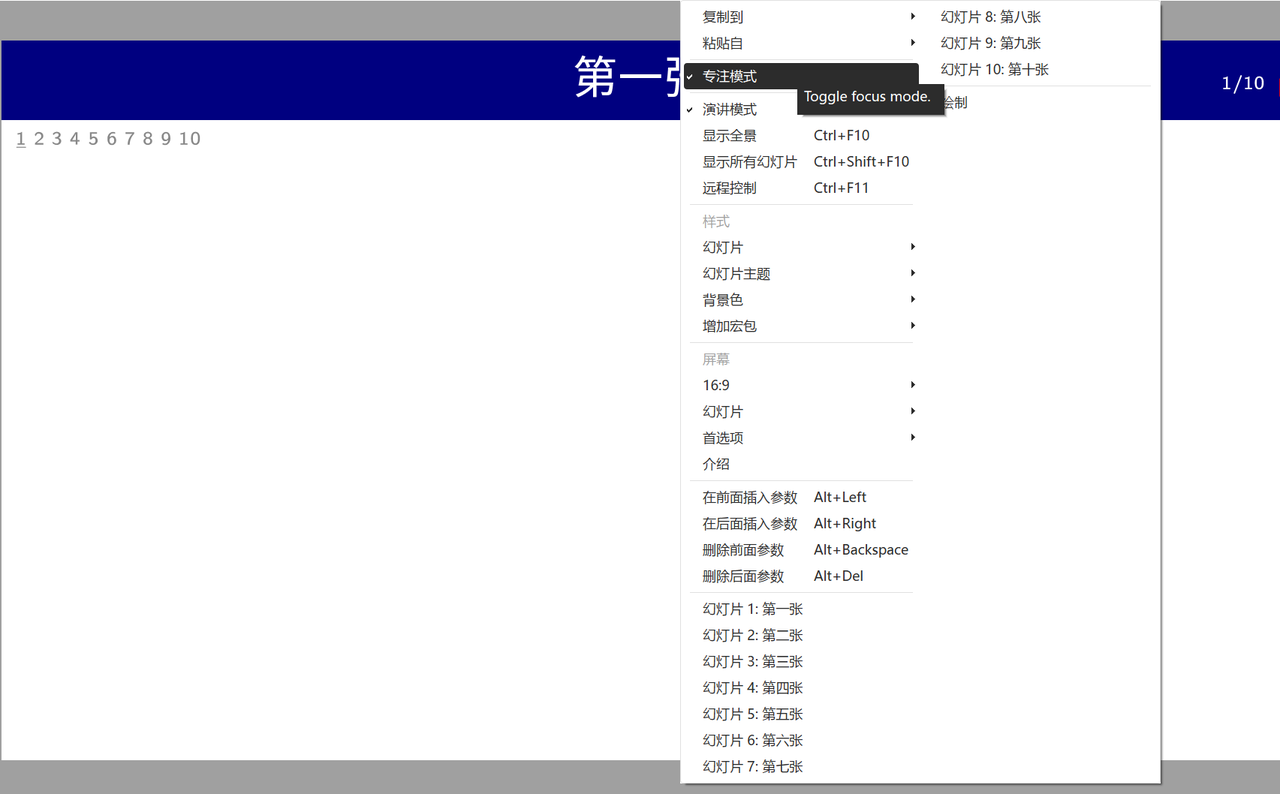 第一
1/10
1 2 3 4 5 6 7 8 9 10
复制到
粘贴自
专注模式
Toggle focus mode.
演讲模式
显示全景 Ctrl+F10
显示所有幻灯片 Ctrl+Shift+F10
远程控制 Ctrl+F11
样式
幻灯片
幻灯片主题
背景色
增加宏包
屏幕
16:9
幻灯片
首选项
介绍
在前面插入参数 Alt+Left
在后面插入参数 Alt+Right
删除前面参数 Alt+Backspace
删除后面参数 Alt+Del
幻灯片 1: 第一张
幻灯片 2: 第二张
幻灯片 3: 第三张
幻灯片 4: 第四张
幻灯片 5: 第五张
幻灯片 6: 第六张
幻灯片 7: 第七张
幻灯片 8: 第八张
幻灯片 9: 第九张
幻灯片 10: 第十张
绘制